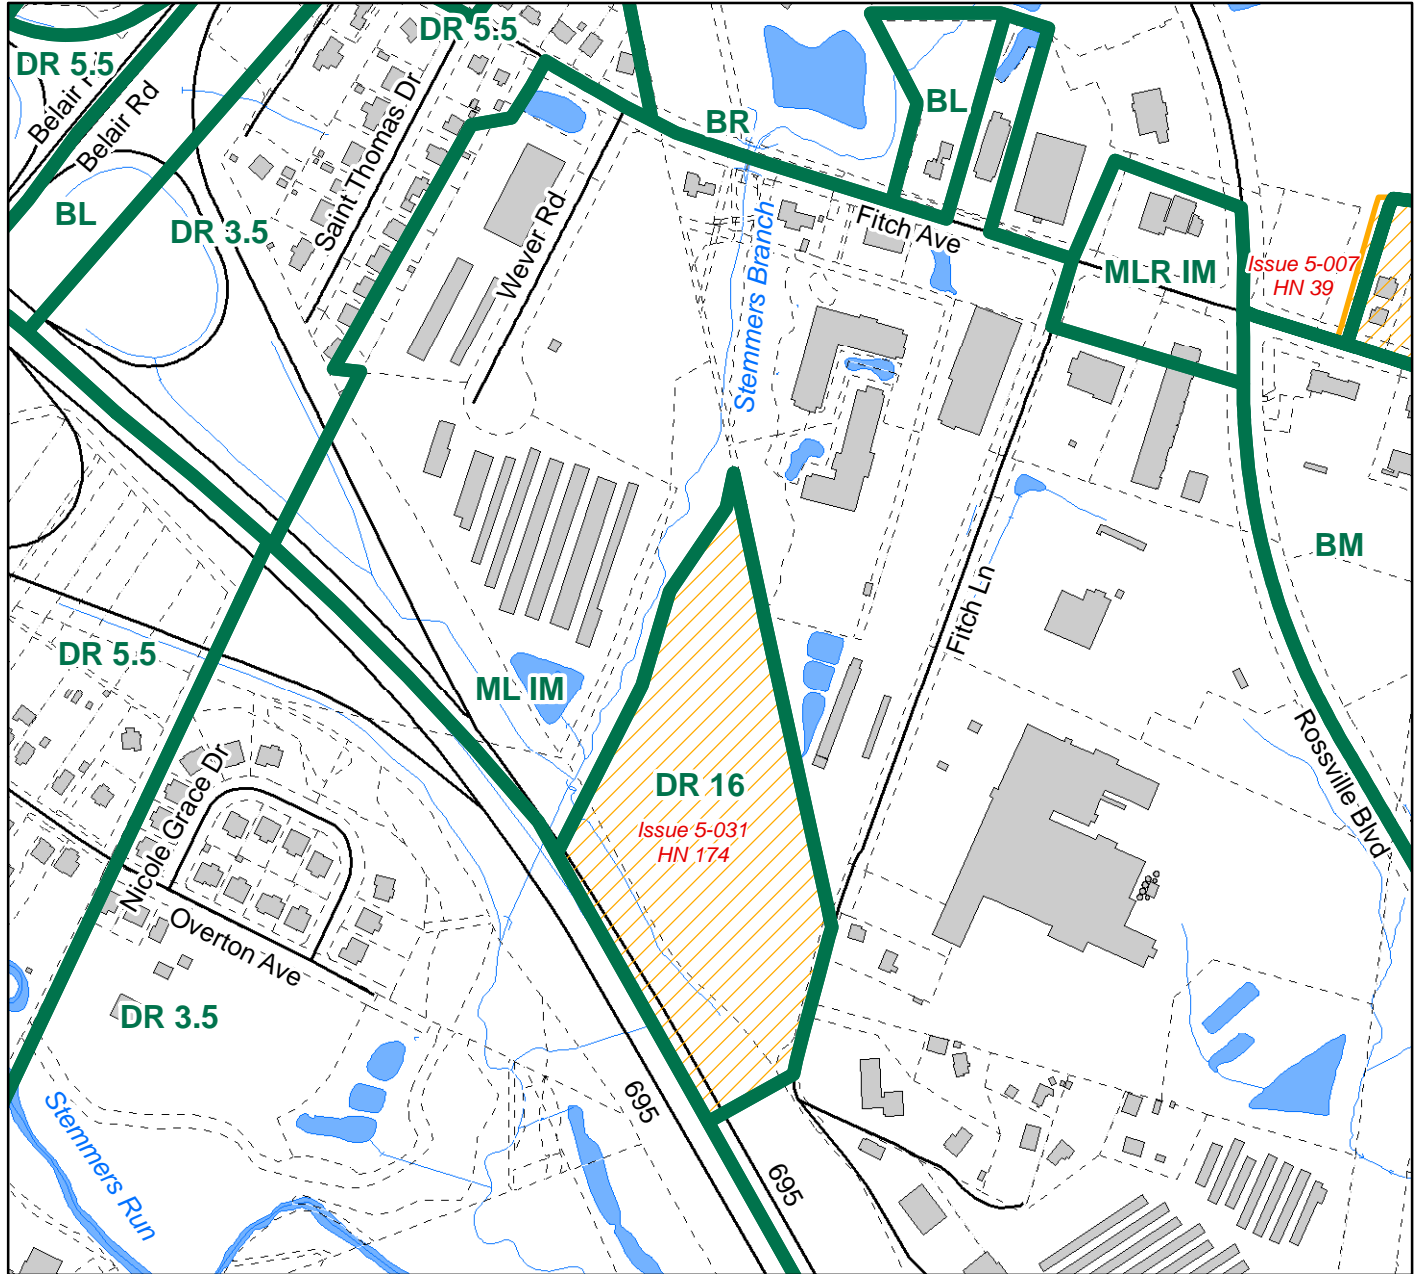 DR 5.5
DR 5.5
Belair
Belair Rd
Saint Thomas Dr
BR
BL
BL
DR 3.5
Wever Rd
Stemmers Branch
Fitch Ave
MLR IM
Issue 5-007
HN 39
BM
Fitch Ln
DR 5.5
ML IM
Rossville Blvd
Nicole Grace Dr
DR 16
Issue 5-031
HN 174
Overton Ave
DR 3.5
695
695
Stemmers Run